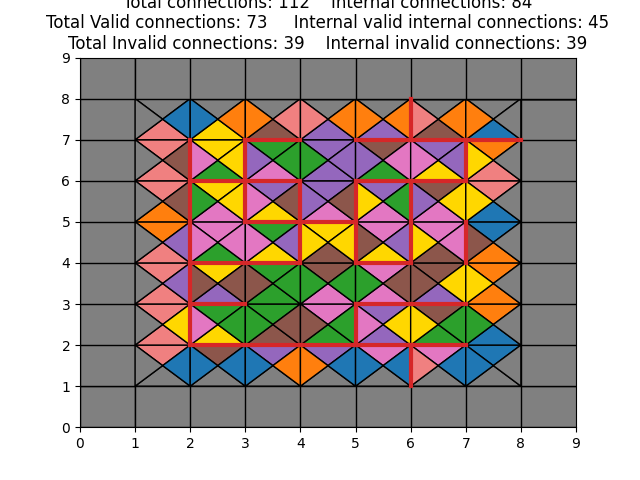 Total connections: 112    Internal connections: 84
Total Valid connections: 73    Internal valid internal connections: 45
Total Invalid connections: 39    Internal invalid connections: 39
9
8
7
6
5
4
3
2
1
0
0 1 2 3 4 5 6 7 8 9